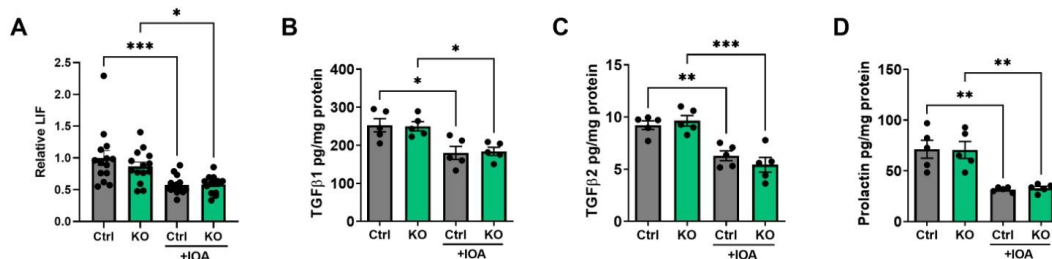 A
Relative LIF
2.5
2.0
1.5
1.0
0.5
0.0
***
*
Ctrl KO Ctrl KO
+IOA
B
TGFβ1 pg/mg protein
400
300
200
100
0
*
*
Ctrl KO Ctrl KO
+IOA
C
TGFβ2 pg/mg protein
15
10
5
0
**
***
Ctrl KO Ctrl KO
+IOA
D
Prolactin pg/mg protein
150
100
50
0
**
**
Ctrl KO Ctrl KO
+IOA